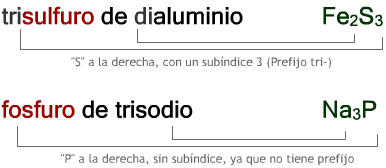 trisulfuro de dialuminio Fe₂S₃
"S" a la derecha, con un subíndice 3 (Prefijo tri-)
fosfuro de trisodio Na₃P
"P" a la derecha, sin subíndice, ya que no tiene prefijo